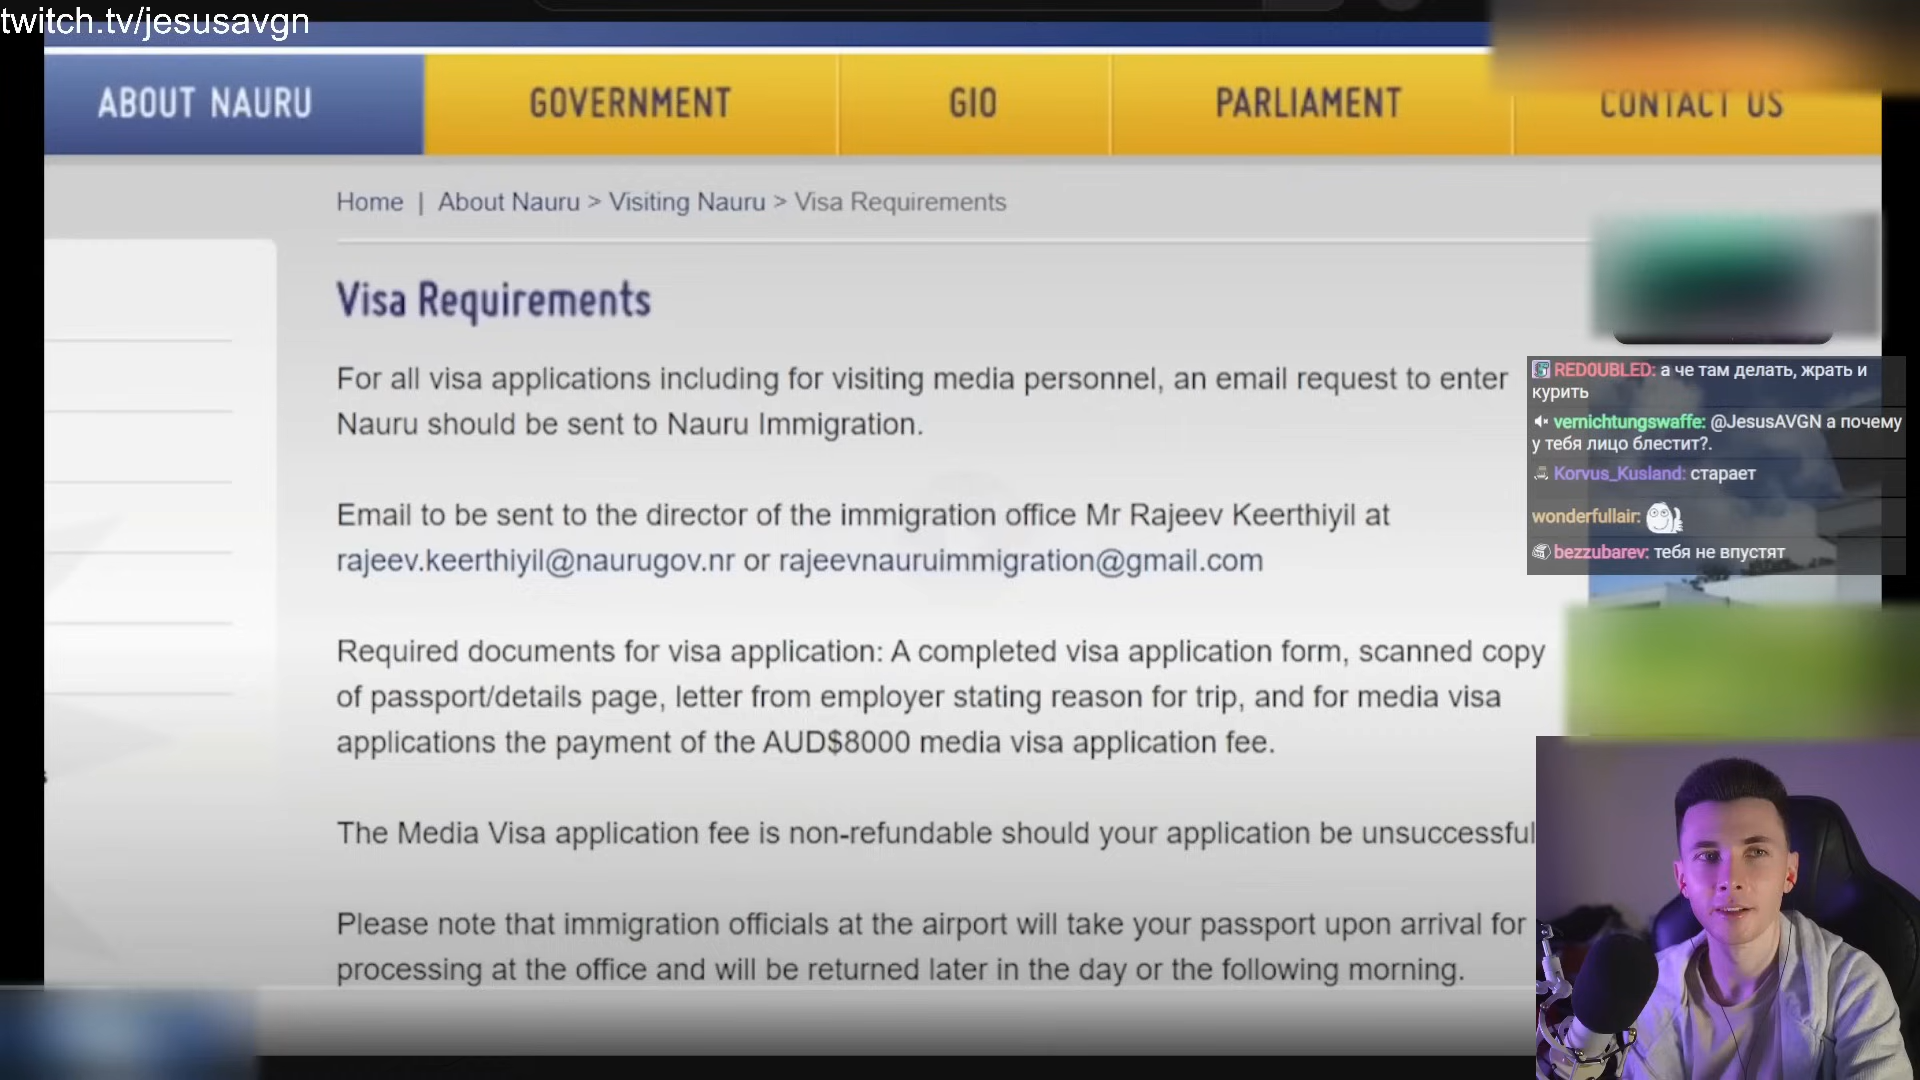 twitch.tv/jesusavgn
ABOUT NAURU
GOVERNMENT
GIO
PARLIAMENT
CONTACT US
Home | About Nauru > Visiting Nauru > Visa Requirements
Visa Requirements
For all visa applications including for visiting media personnel, an email request to enter
Nauru should be sent to Nauru Immigration.
Email to be sent to the director of the immigration office Mr Rajeev Keerthiyil at
rajeev.keerthiyil@naurugov.nr or rajeevnauruimmigration@gmail.com
Required documents for visa application: A completed visa application form, scanned copy
of passport/details page, letter from employer stating reason for trip, and for media visa
applications the payment of the AUD$8000 media visa application fee.
The Media Visa application fee is non-refundable should your application be unsuccessful
Please note that immigration officials at the airport will take your passport upon arrival for
processing at the office and will be returned later in the day or the following morning.
RED0UBLED: а че там делать, жрать и
курить
vernichtungswaffe: @JesusAVGN а почему
у тебя лицо блестит?.
Korvus_Kusland: старает
wonderfullair:
bezzubarev: тебя не впустят